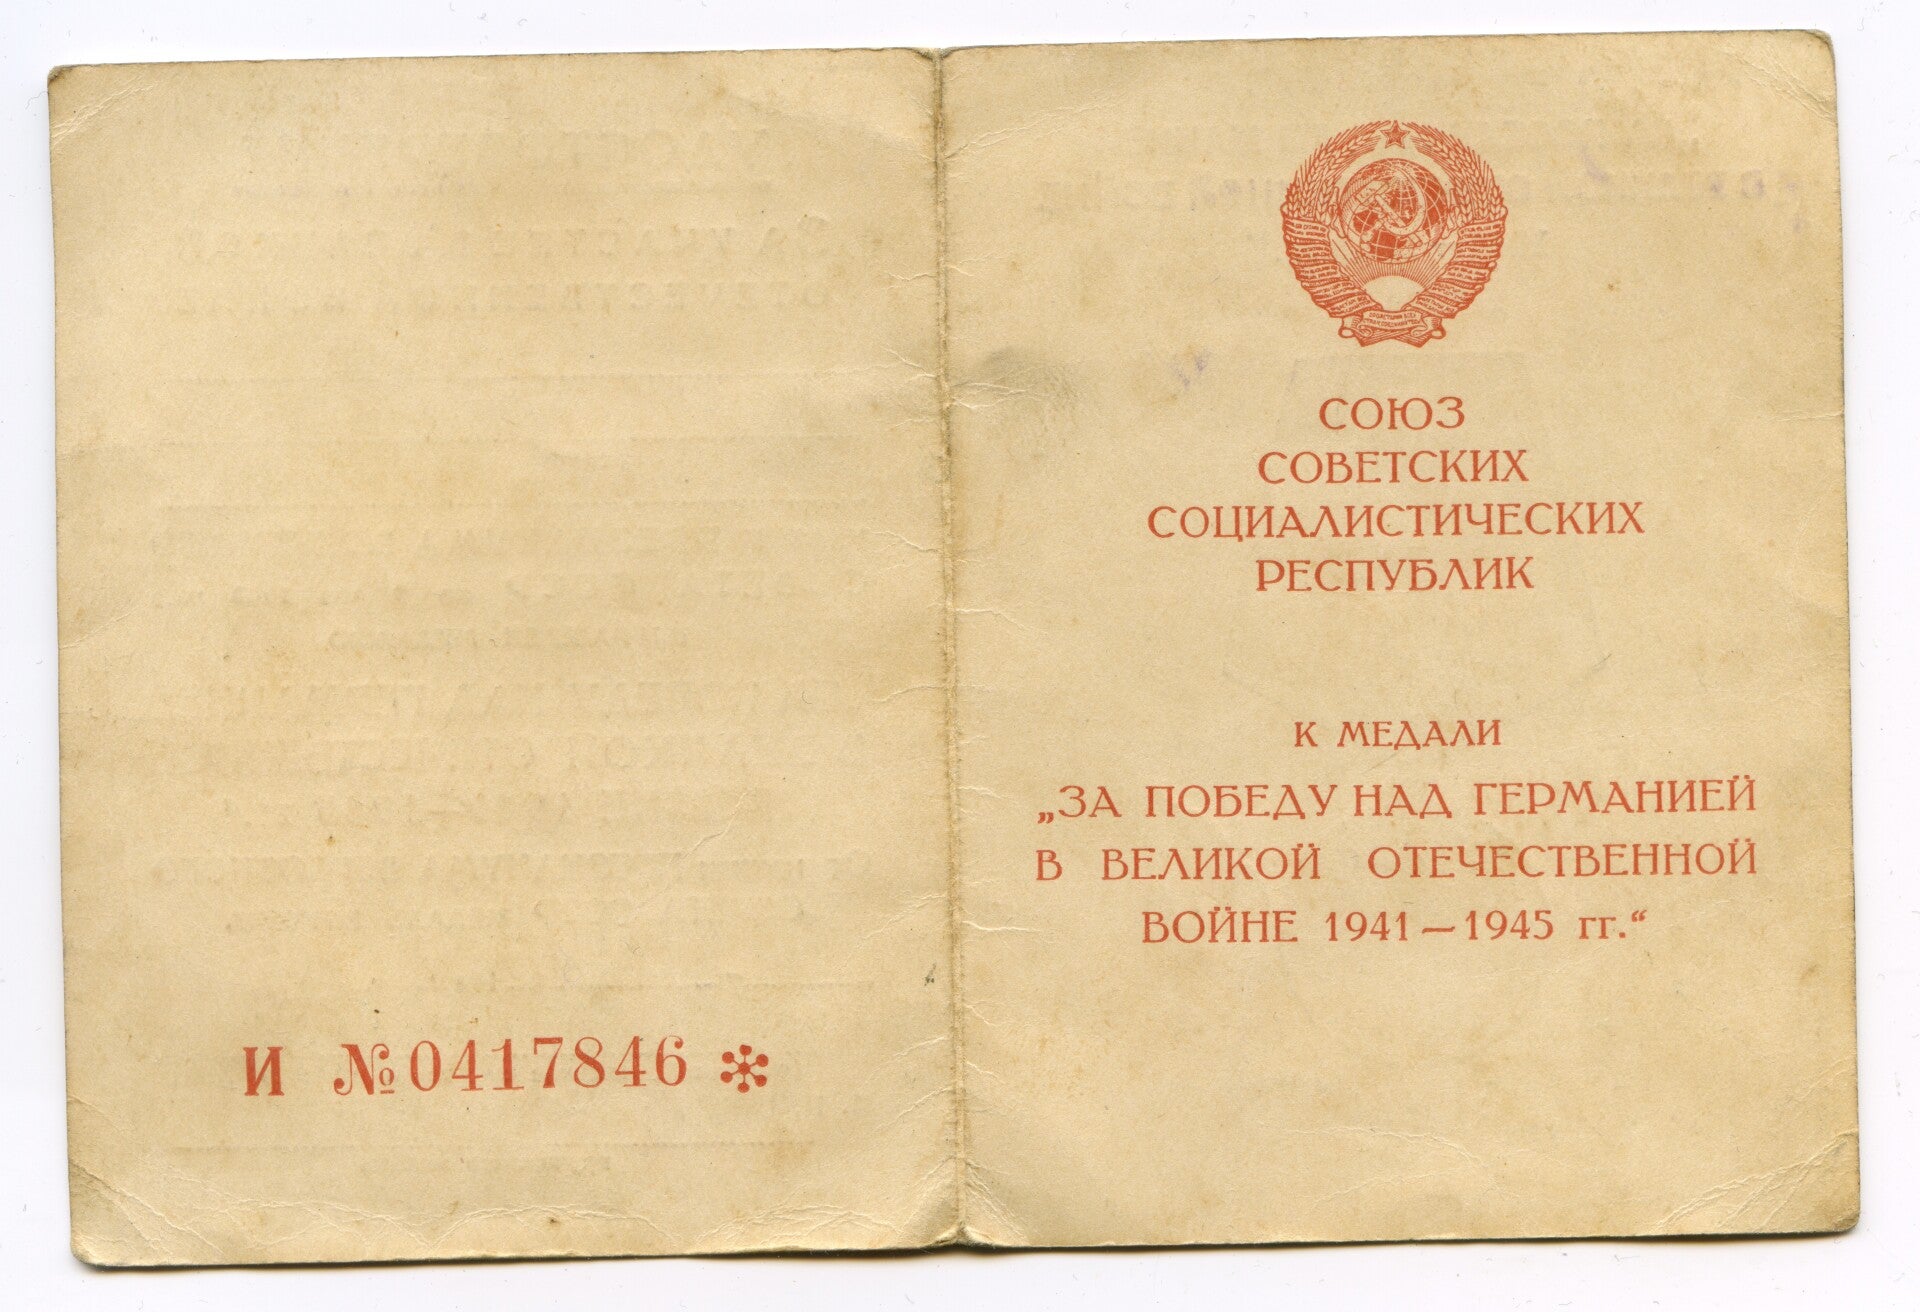 И №0417846
СОЮЗ
СОВЕТСКИХ
СОЦИАЛИСТИЧЕСКИХ
РЕСПУБЛИК
К МЕДАЛИ
„ЗА ПОБЕДУ НАД ГЕРМАНИЕЙ
В ВЕЛИКОЙ ОТЕЧЕСТВЕННОЙ
ВОЙНЕ 1941—1945 гг.“